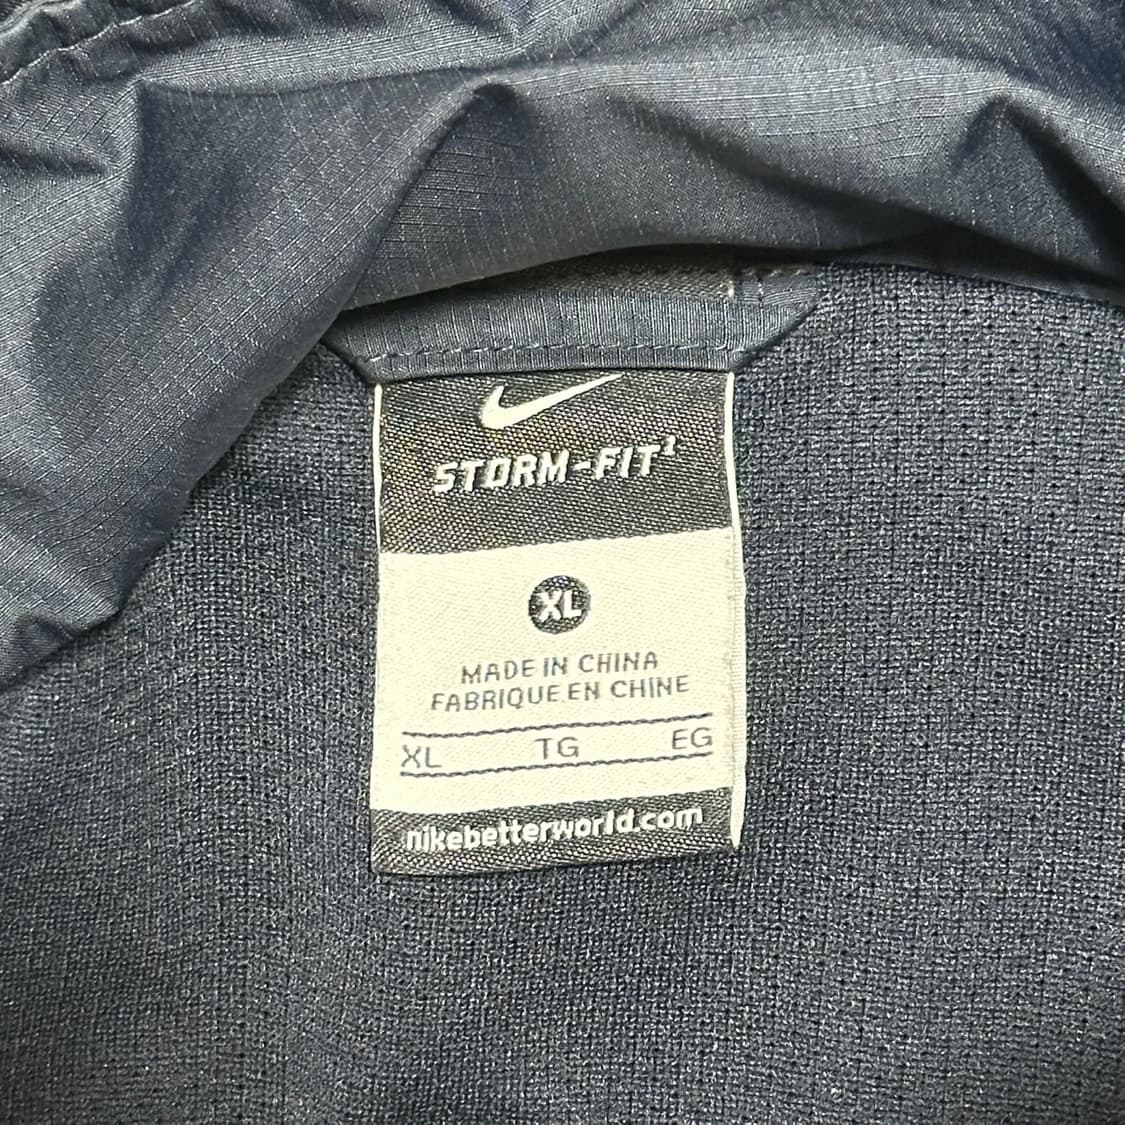 STORM-FIT¹
XL
MADE IN CHINA
FABRIQUE EN CHINE
XL TG EG
nikebetterworld.com